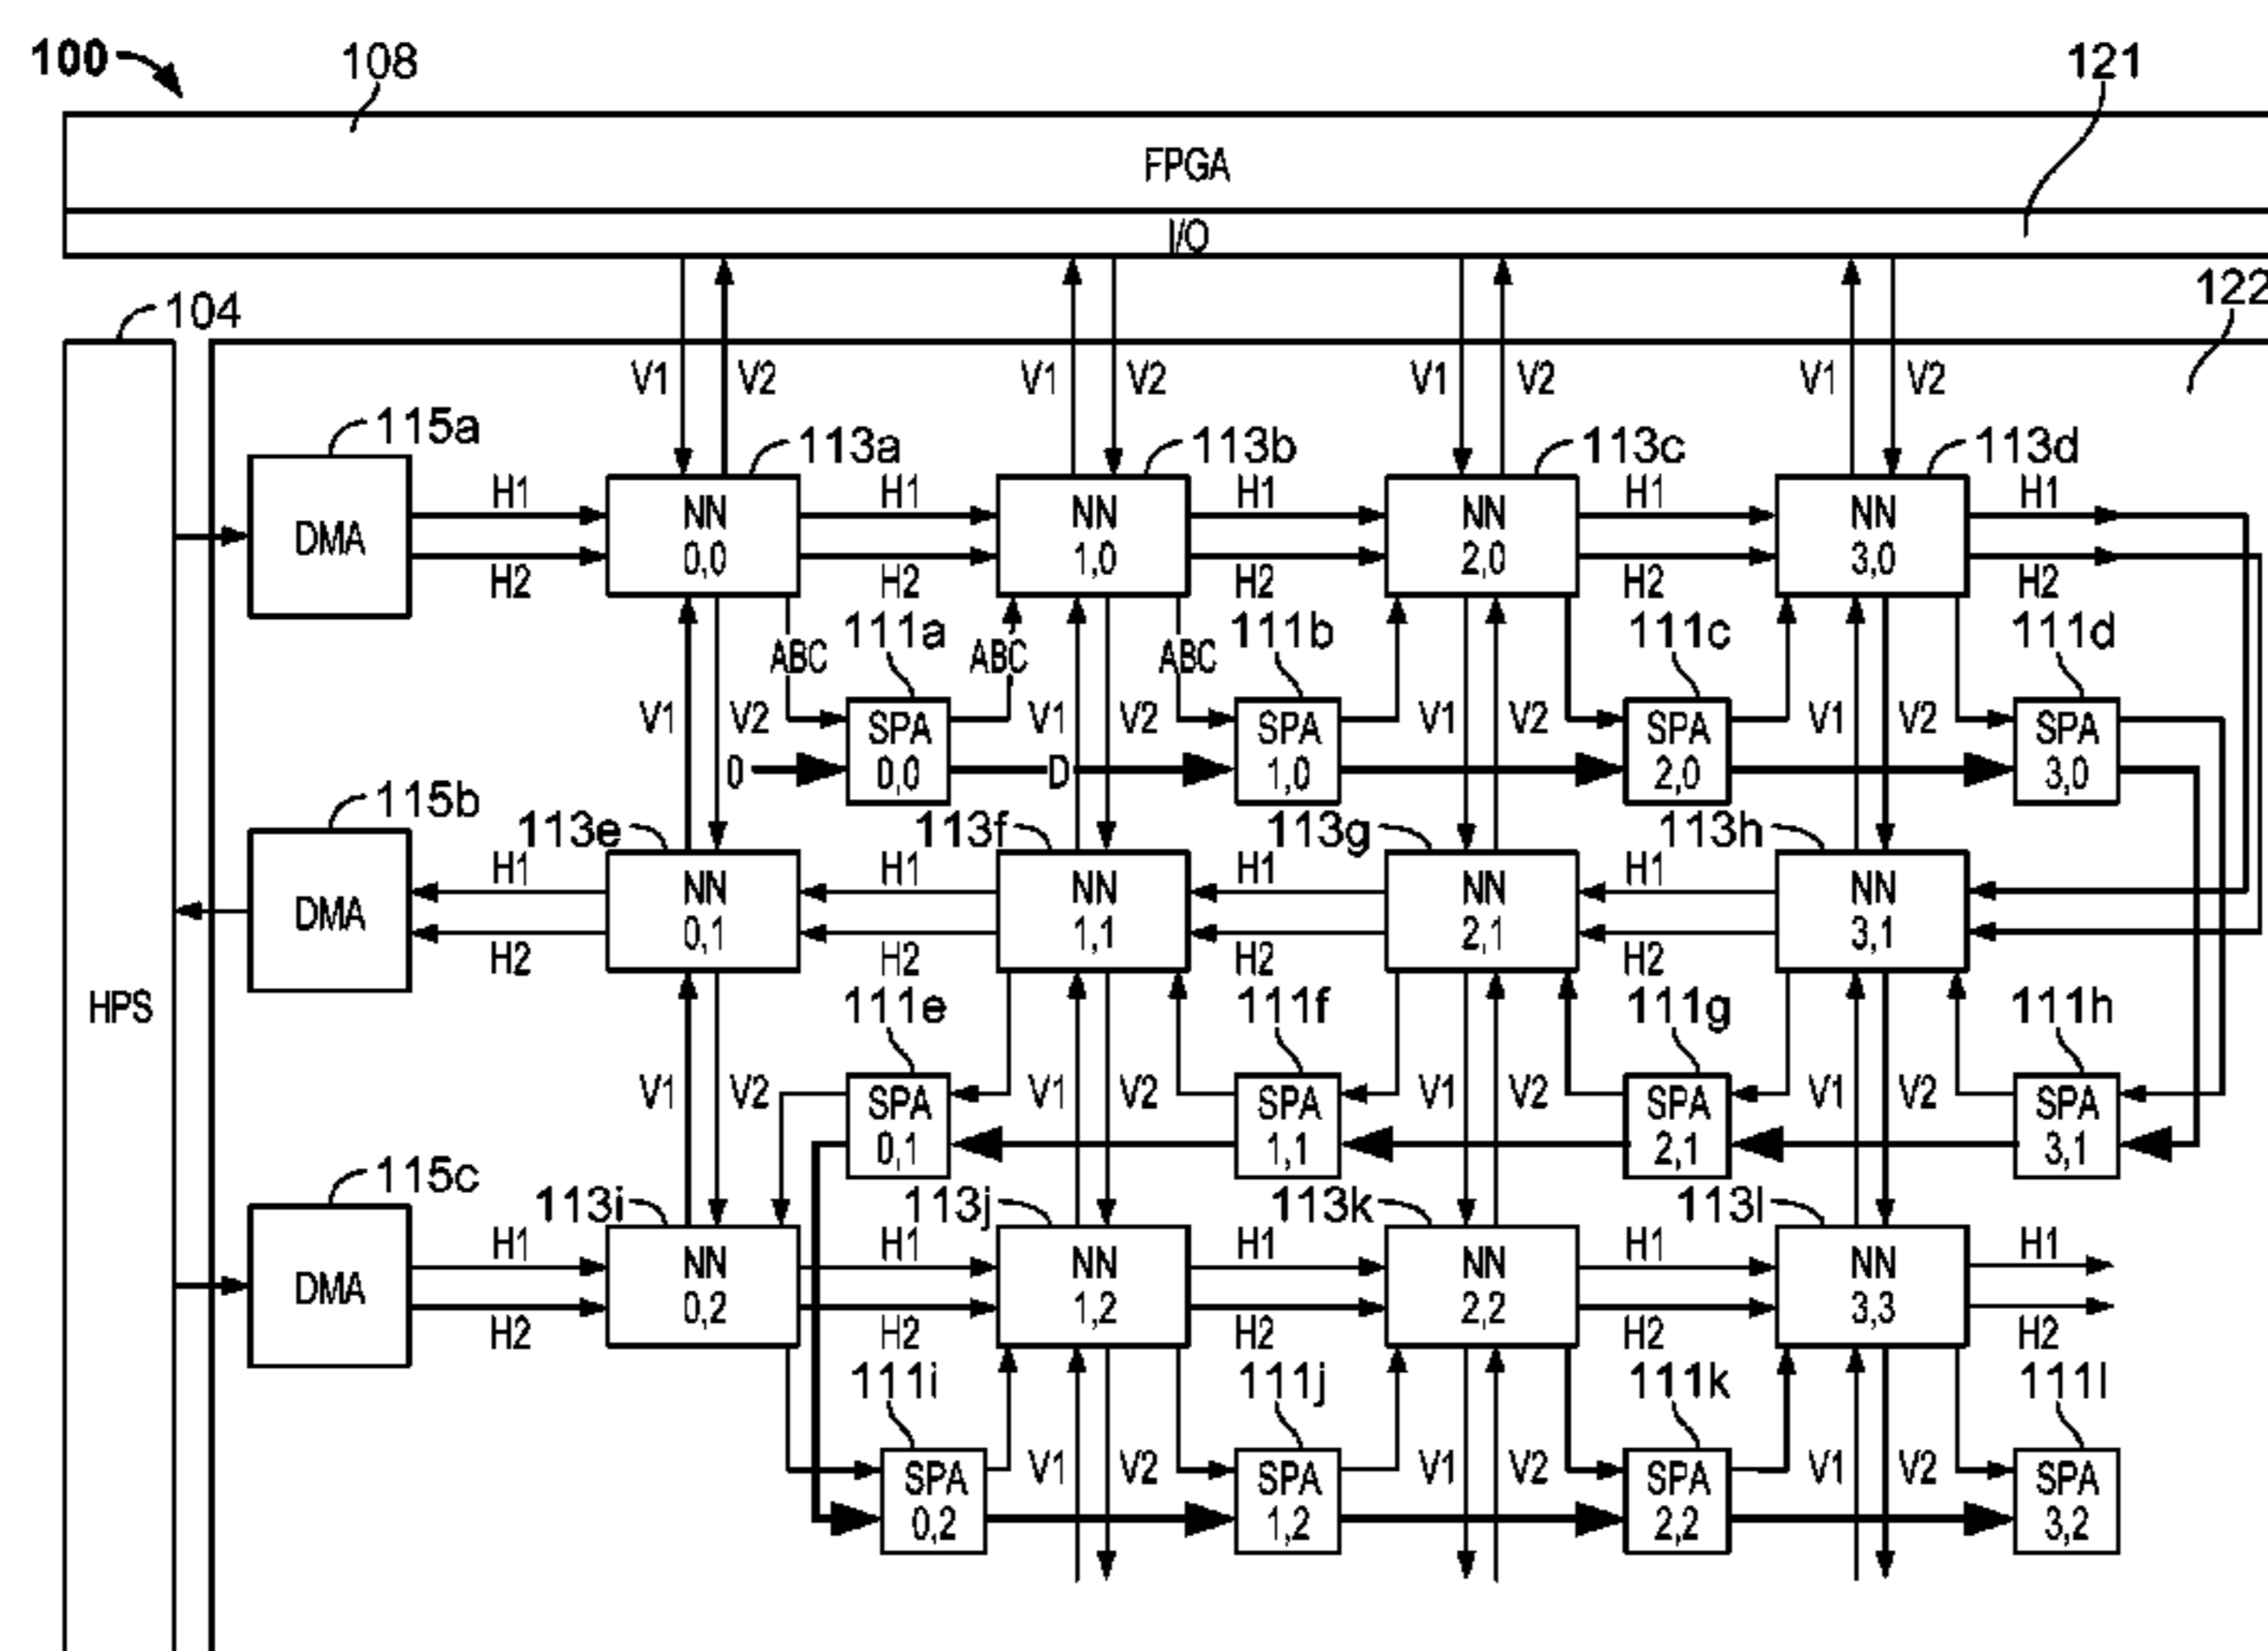 100
108
121
FPGA
I/O
104
122
V1 V2 V1 V2 V1 V2 V1 V2
115a 113a 113b 113c 113d
H1 H1 H1 H1 H1
DMA
NN 0,0
NN 1,0
NN 2,0
NN 3,0
H2 H2 H2 H2 H2
111a 111b 111c 111d
ABC ABC ABC
V1 V2 V1 V2 V1 V2 V1 V2
SPA 0,0
SPA 1,0
SPA 2,0
SPA 3,0
0 D
115b 113e 113f 113g 113h
H1 H1 H1 H1
DMA
NN 0,1
NN 1,1
NN 2,1
NN 3,1
H2 H2 H2 H2
HPS
111e 111f 111g 111h
V1 V2 V1 V2 V1 V2 V1 V2
SPA 0,1
SPA 1,1
SPA 2,1
SPA 3,1
115c 113i 113j 113k 113l
H1 H1 H1 H1 H1
DMA
NN 0,2
NN 1,2
NN 2,2
NN 3,3
H2 H2 H2 H2 H2
111i 111j 111k 111l
V1 V2 V1 V2 V1 V2
SPA 0,2
SPA 1,2
SPA 2,2
SPA 3,2